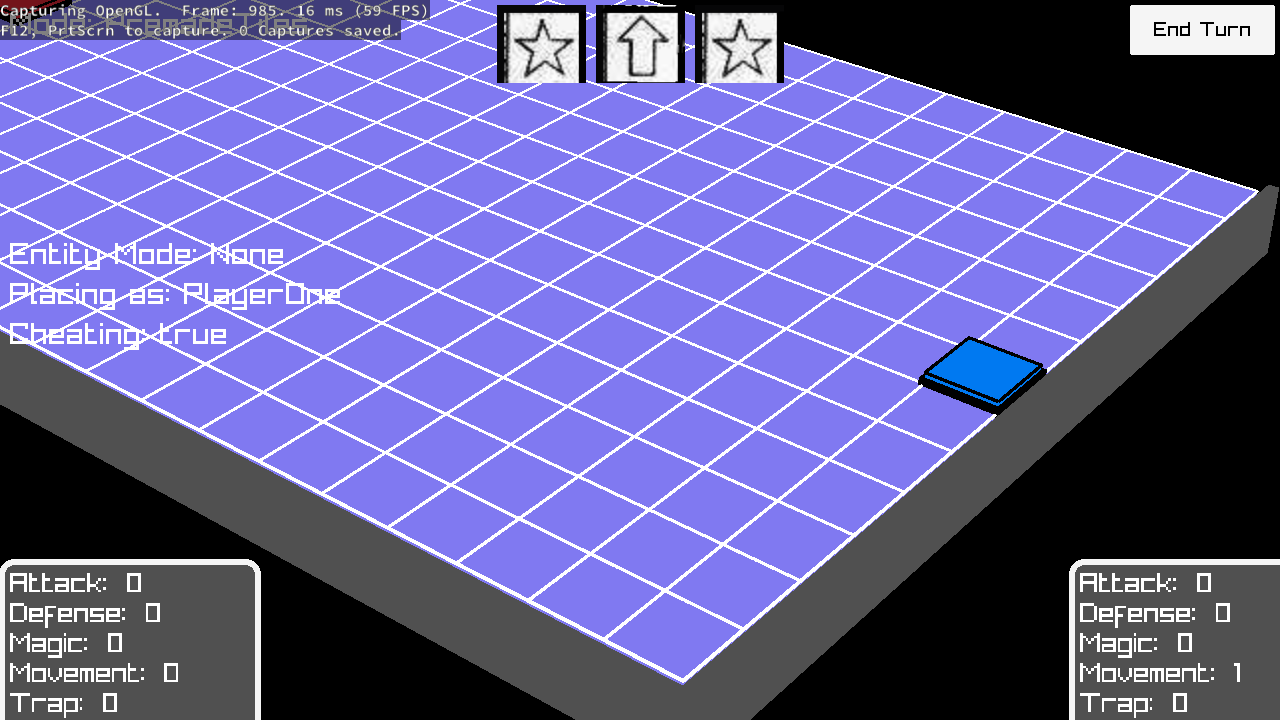 Capturing OpenGL. Frame: 985. 16 ms (59 FPS)
Mode: PremadeTiles
F12, PrtScrn to capture. 0 Captures saved.
End Turn
Entity Mode: None
Placing as: PlayerOne
Cheating: true
Attack: 0
Defense: 0
Magic: 0
Movement: 0
Trap: 0
Attack: 0
Defense: 0
Magic: 0
Movement: 1
Trap: 0